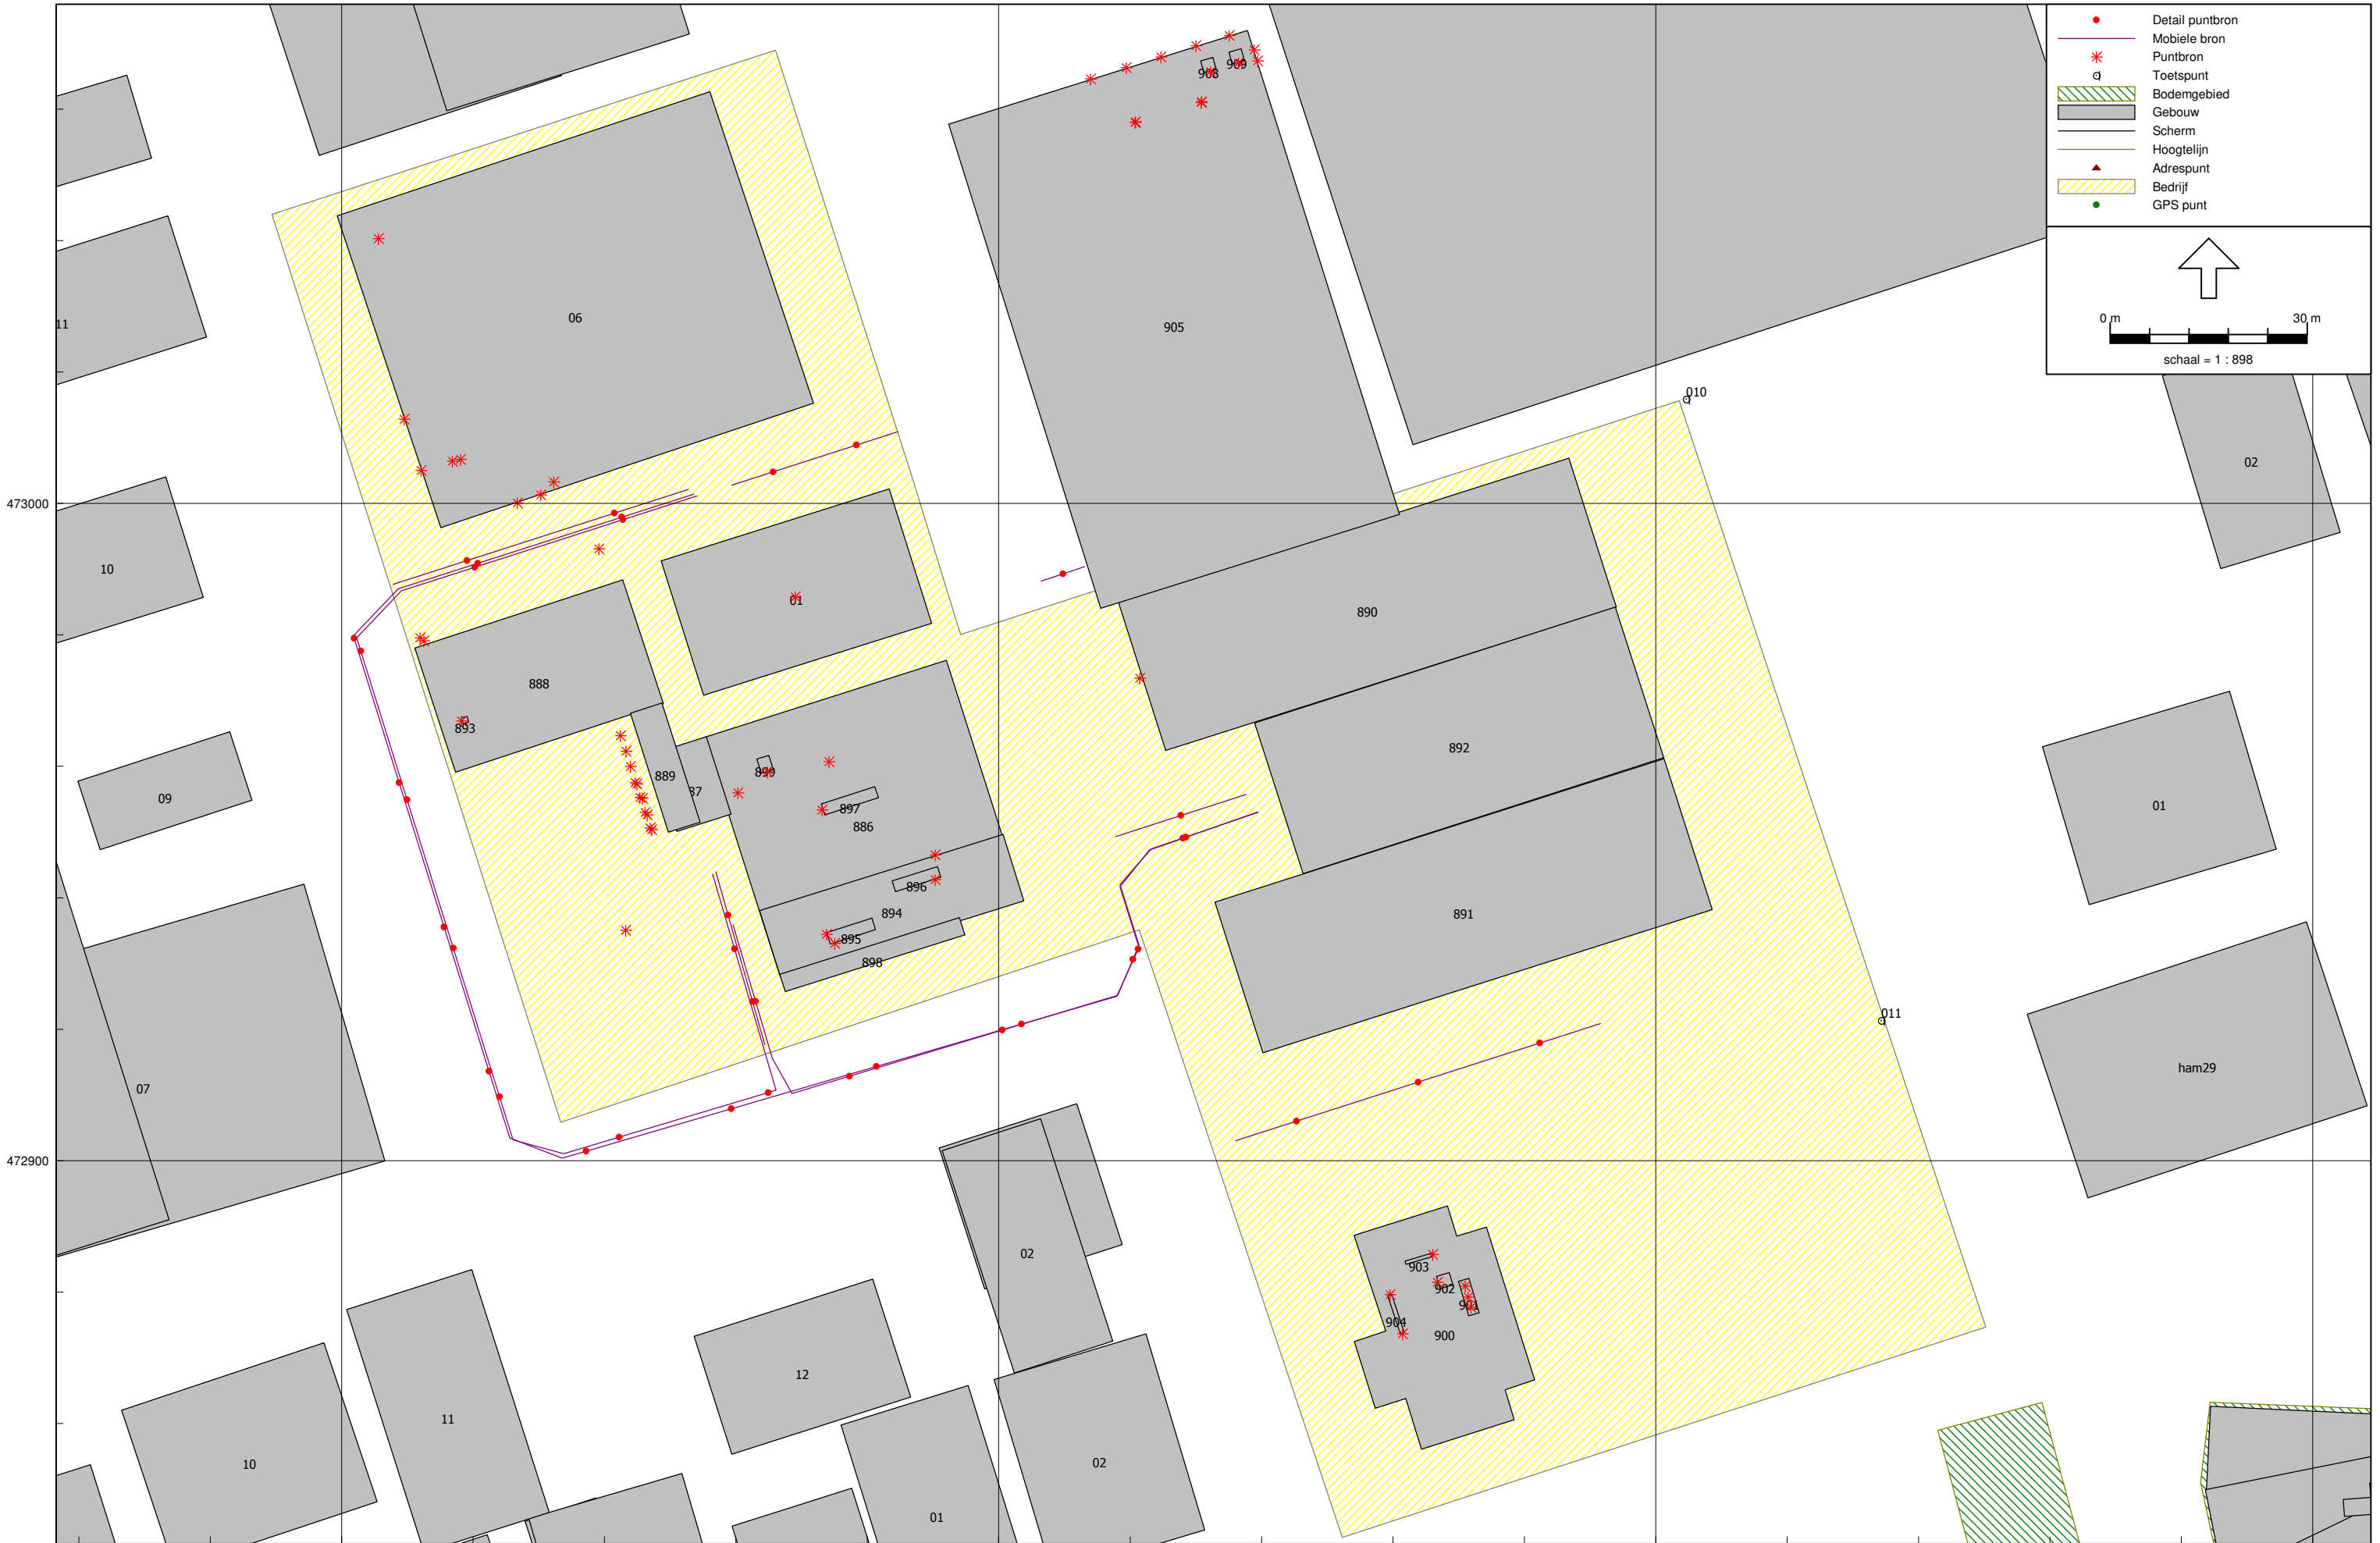 Detail puntbron
Mobiele bron
Puntbron
Toetspunt
Bodemgebied
Gebouw
Scherm
Hoogtelijn
Adrespunt
Bedrijf
GPS punt
0 m 30 m
schaal = 1 : 898
908 909
06
11
905
010
02
473000
10
01
890
888
893
892
889
87
899
09
897
886
01
896
894
891
895
898
011
07
ham29
472900
02
903
902
901
904
900
12
11
10
02
01